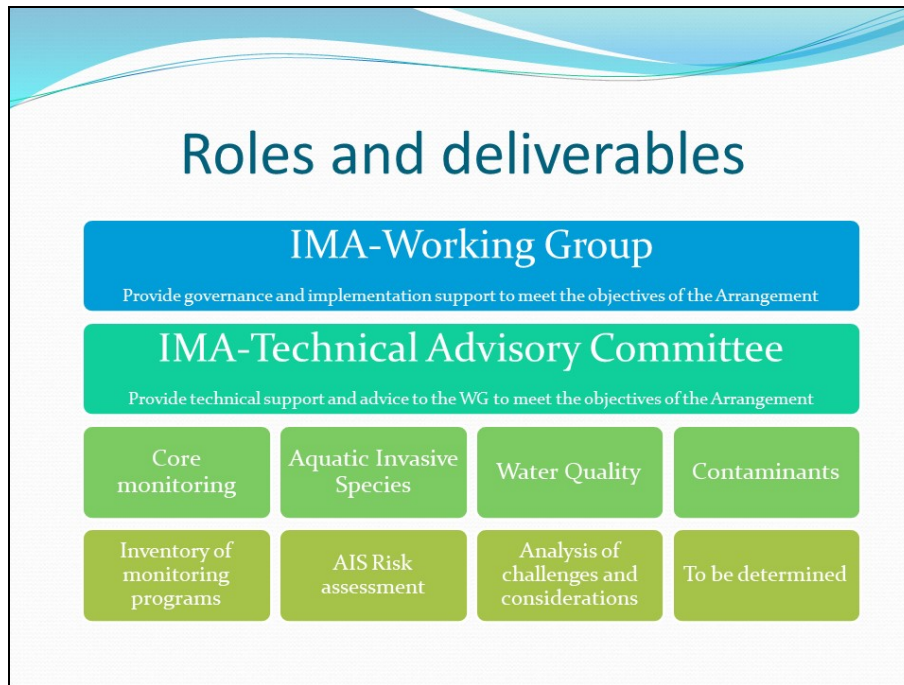 Roles and deliverables
IMA-Working Group
Provide governance and implementation support to meet the objectives of the Arrangement
IMA-Technical Advisory Committee
Provide technical support and advice to the WG to meet the objectives of the Arrangement
Core
monitoring
Aquatic Invasive
Species
Water Quality
Contaminants
Inventory of
monitoring
programs
AIS Risk
assessment
Analysis of
challenges and
considerations
To be determined